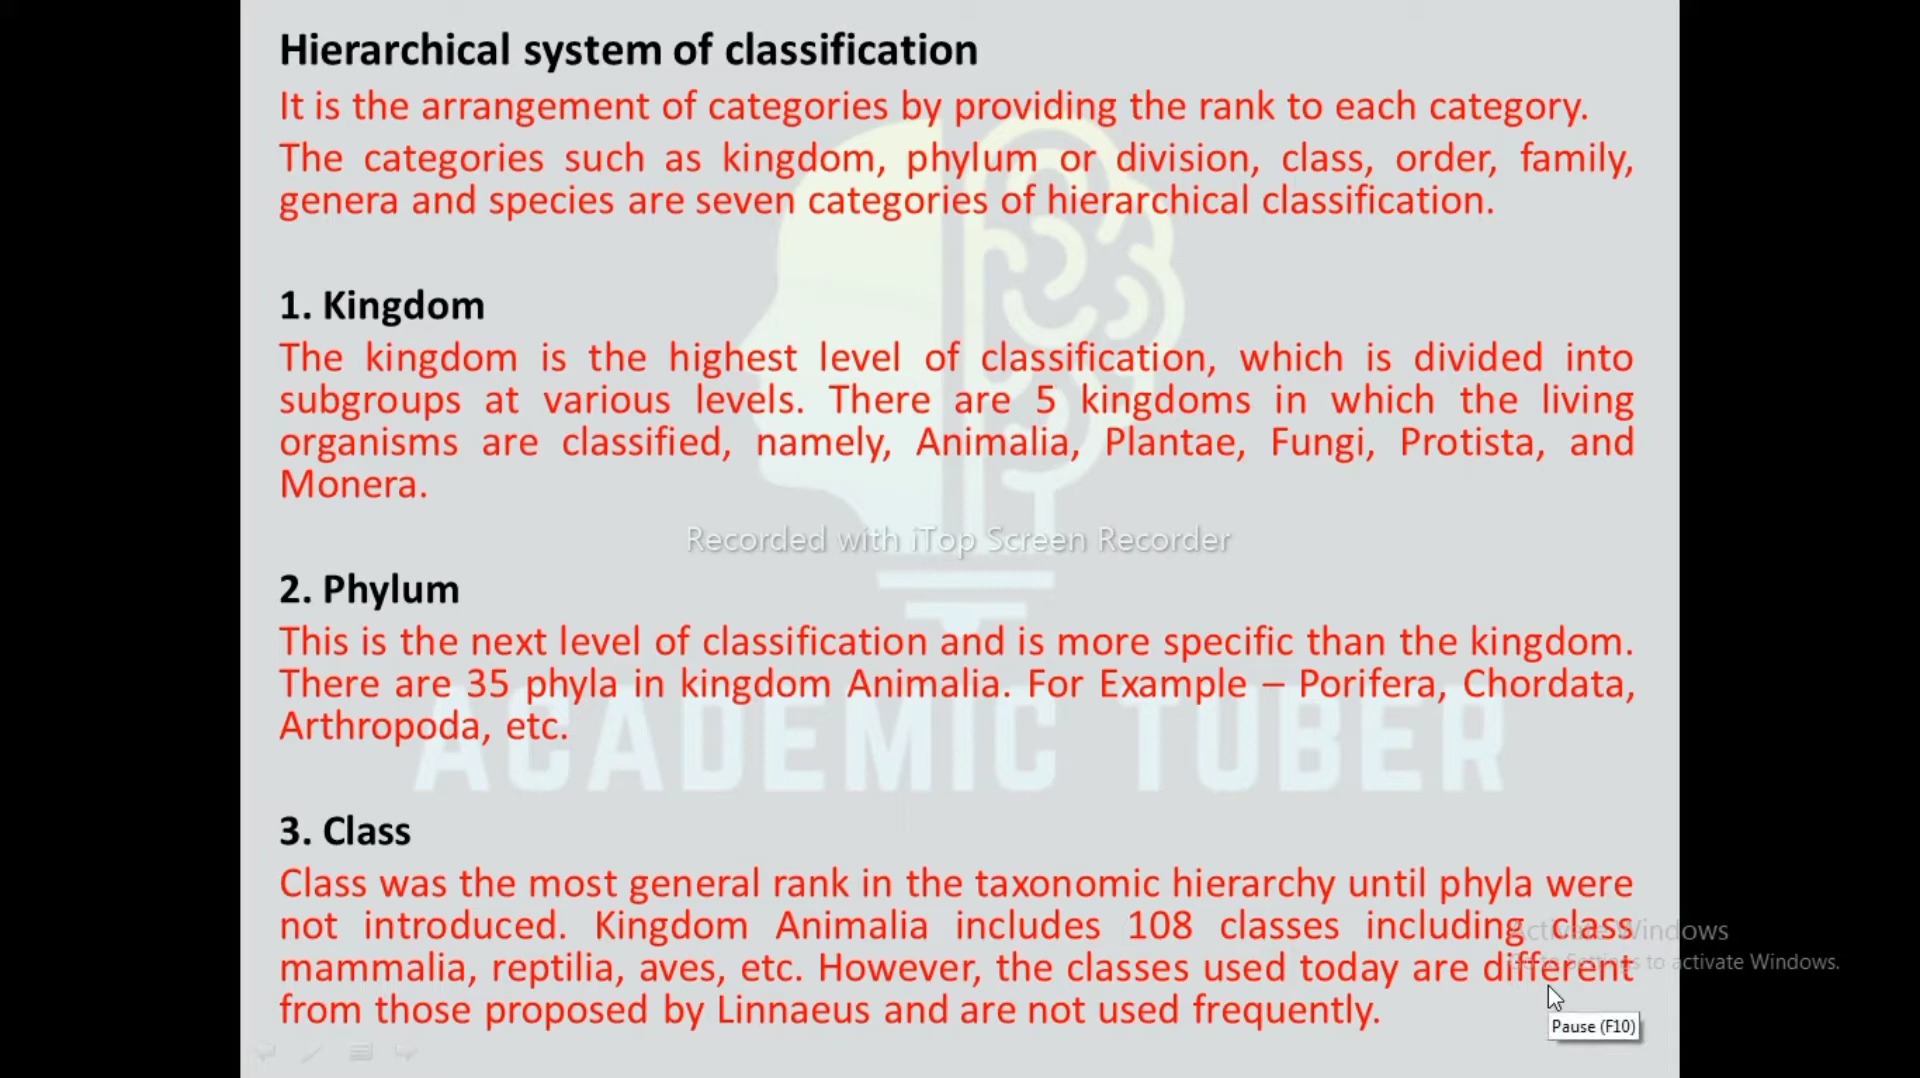 Hierarchical system of classification
It is the arrangement of categories by providing the rank to each category.
The categories such as kingdom, phylum or division, class, order, family,
genera and species are seven categories of hierarchical classification.
1. Kingdom
The kingdom is the highest level of classification, which is divided into
subgroups at various levels. There are 5 kingdoms in which the living
organisms are classified, namely, Animalia, Plantae, Fungi, Protista, and
Monera.
Recorded with iTop Screen Recorder
2. Phylum
This is the next level of classification and is more specific than the kingdom.
There are 35 phyla in kingdom Animalia. For Example – Porifera, Chordata,
Arthropoda, etc.
ACADEMIC TUBER
3. Class
Class was the most general rank in the taxonomic hierarchy until phyla were
not introduced. Kingdom Animalia includes 108 classes including class
mammalia, reptilia, aves, etc. However, the classes used today are different
from those proposed by Linnaeus and are not used frequently.
Activate Windows
Go to Settings to activate Windows.
Pause (F10)